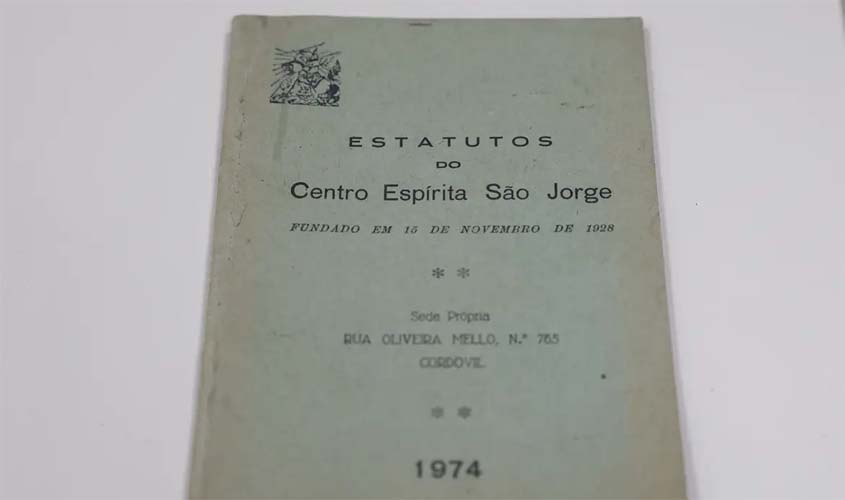 ESTATUTOS
DO
Centro Espírita São Jorge
FUNDADO EM 15 DE NOVEMBRO DE 1928
* *
Sede Própria
RUA OLIVEIRA MELLO, N.º 765
CORDOVIL
* *
1974